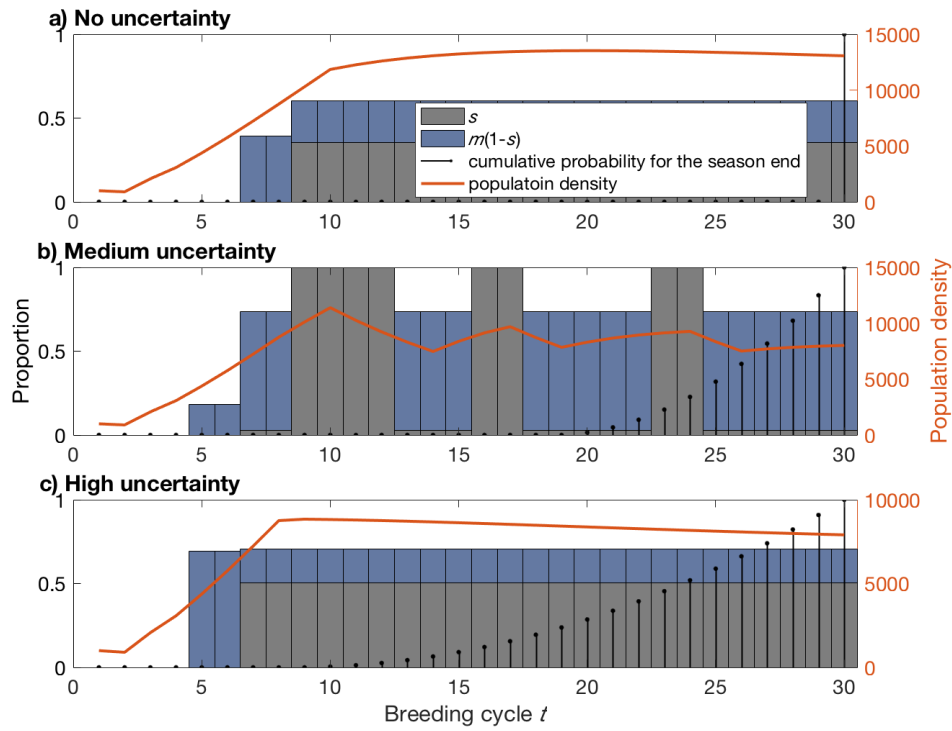 a) No uncertainty
1
0.5
0
15000
10000
5000
0
s
m(1-s)
cumulative probability for the season end
populatoin density
0 5 10 15 20 25 30
b) Medium uncertainty
1
0.5
0
15000
10000
5000
0
Proportion
Population density
0 5 10 15 20 25 30
c) High uncertainty
1
0.5
0
10000
5000
0
0 5 10 15 20 25 30
Breeding cycle t